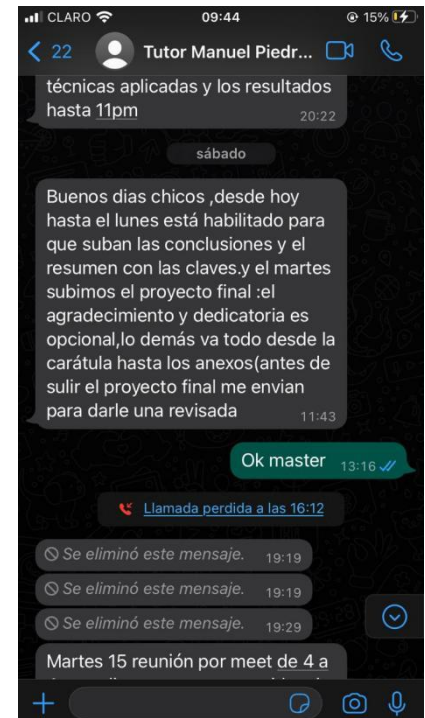 CLARO 09:44 15%
22 Tutor Manuel Piedr...
técnicas aplicadas y los resultados
hasta 11pm
20:22
sábado
Buenos dias chicos ,desde hoy
hasta el lunes está habilitado para
que suban las conclusiones y el
resumen con las claves.y el martes
subimos el proyecto final :el
agradecimiento y dedicatoria es
opcional,lo demás va todo desde la
carátula hasta los anexos(antes de
sulir el proyecto final me envian
para darle una revisada
11:43
Ok master 13:16
Llamada perdida a las 16:12
Se eliminó este mensaje. 19:19
Se eliminó este mensaje. 19:19
Se eliminó este mensaje. 19:29
Martes 15 reunión por meet de 4 a